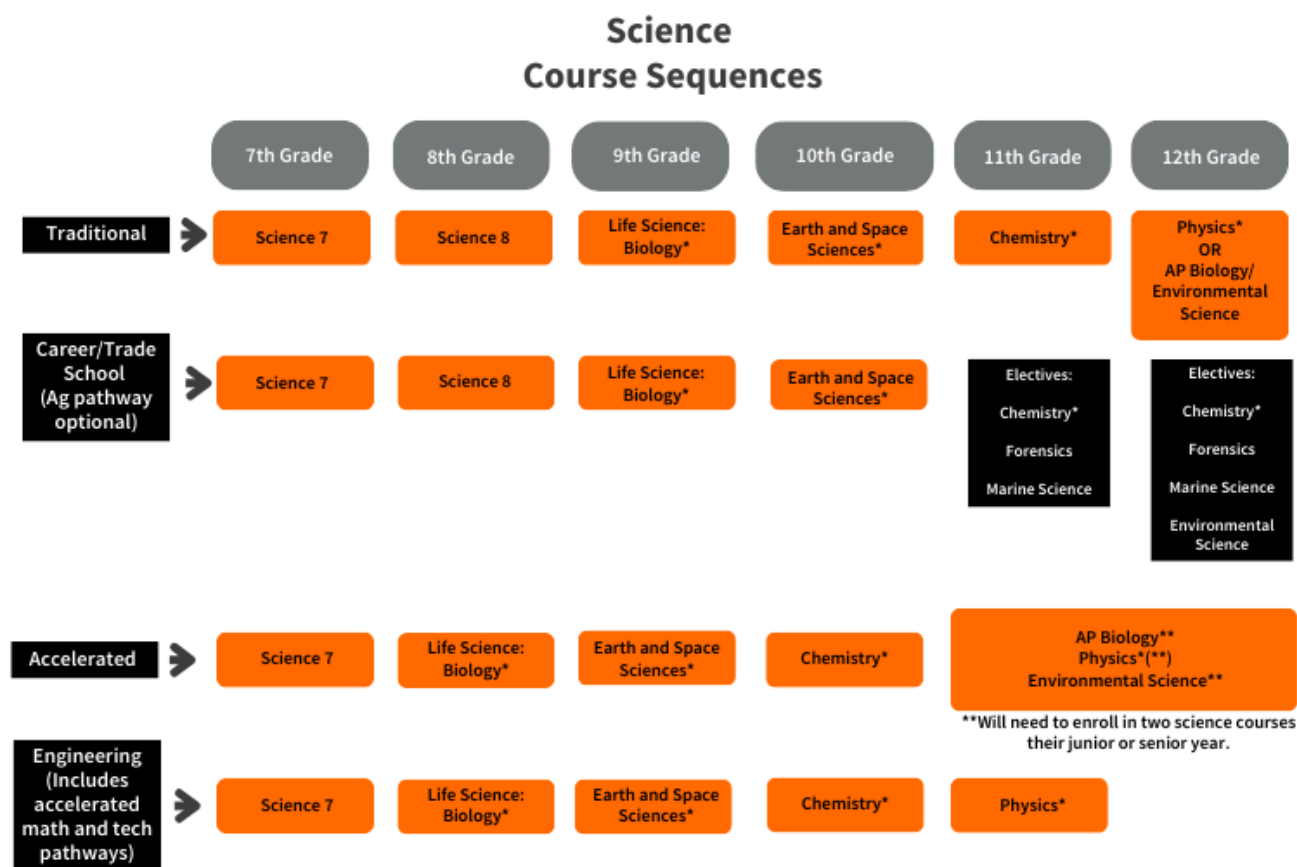 Science
Course Sequences
7th Grade
8th Grade
9th Grade
10th Grade
11th Grade
12th Grade
Traditional
Science 7
Science 8
Life Science:
Biology*
Earth and Space
Sciences*
Chemistry*
Physics*
OR
AP Biology/
Environmental
Science
Career/Trade
School
(Ag pathway
optional)
Science 7
Science 8
Life Science:
Biology*
Earth and Space
Sciences*
Electives:
Chemistry*
Forensics
Marine Science
Electives:
Chemistry*
Forensics
Marine Science
Environmental
Science
Accelerated
Science 7
Life Science:
Biology*
Earth and Space
Sciences*
Chemistry*
AP Biology**
Physics*(**)
Environmental Science**
**Will need to enroll in two science courses
their junior or senior year.
Engineering
(Includes
accelerated
math and tech
pathways)
Science 7
Life Science:
Biology*
Earth and Space
Sciences*
Chemistry*
Physics*